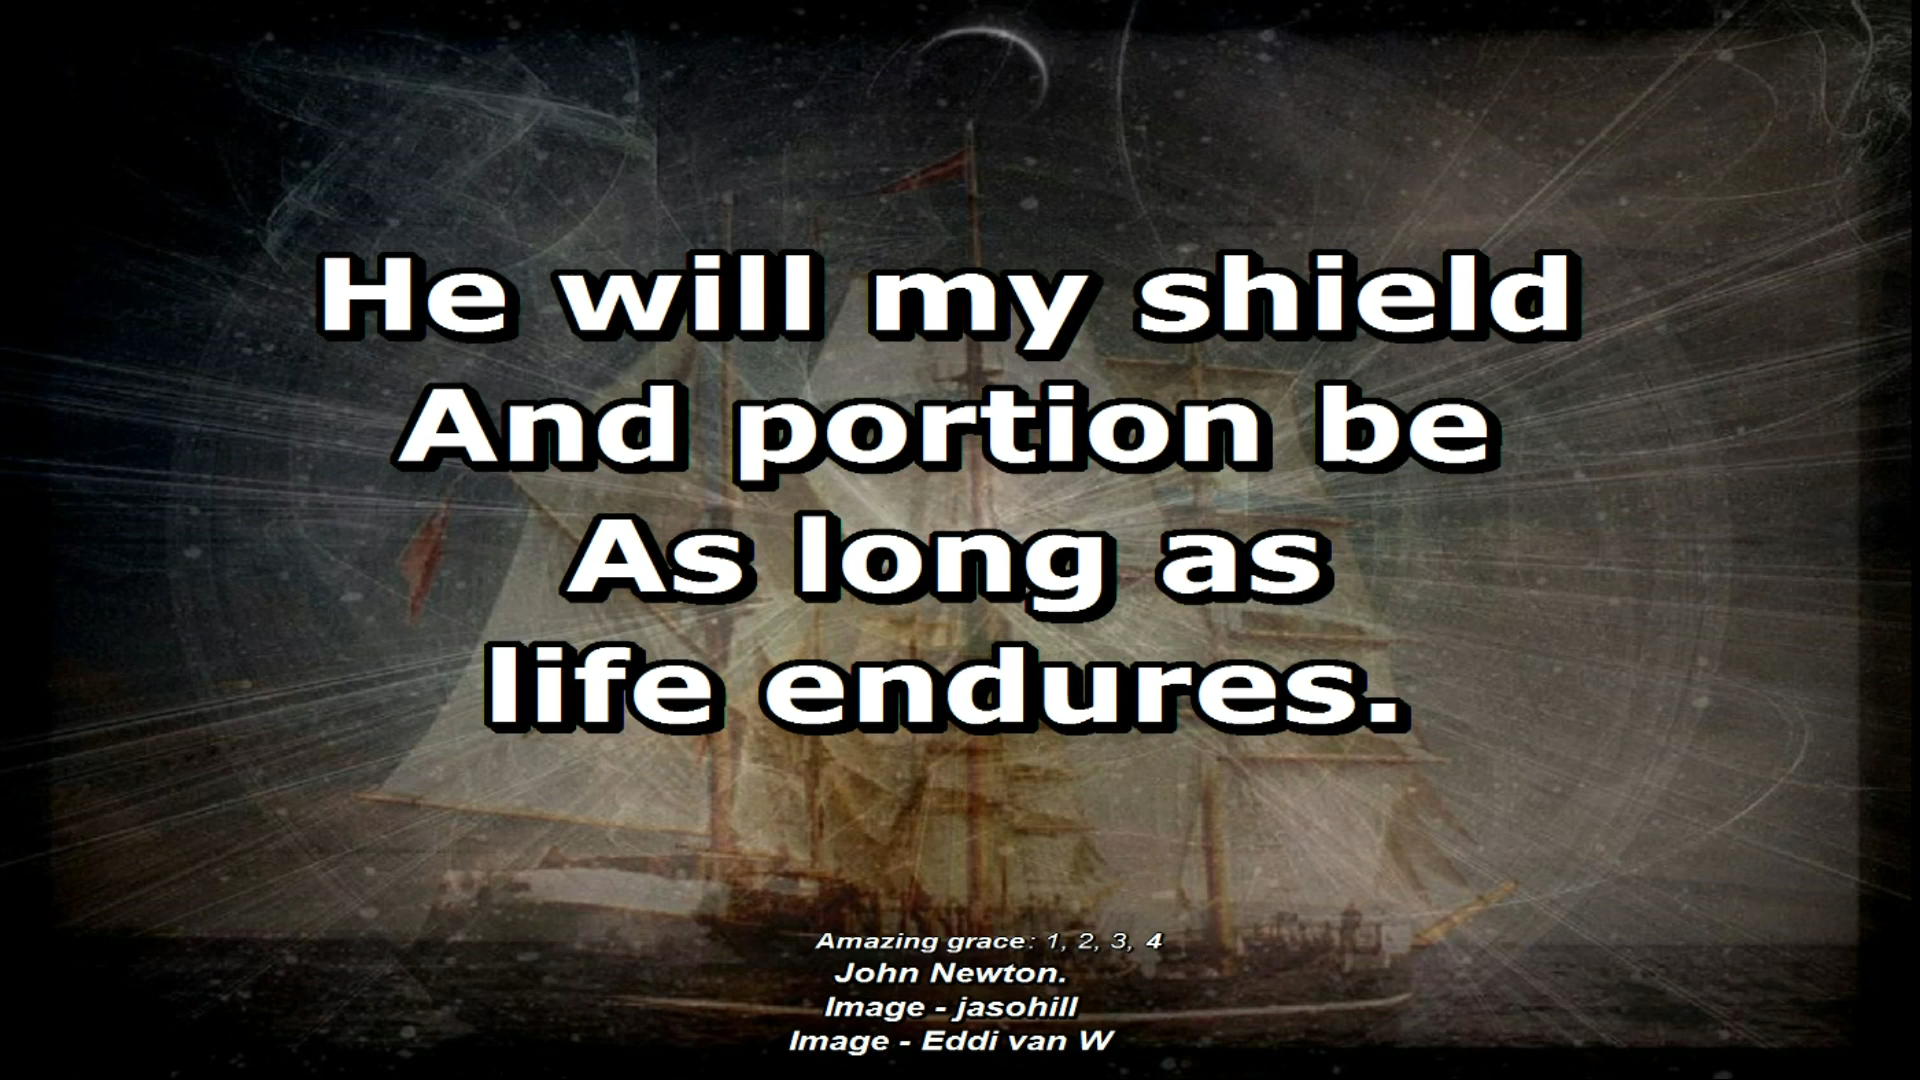 He will my shield
And portion be
As long as
life endures.
Amazing grace: 1, 2, 3, 4
John Newton.
Image - jasohill
Image - Eddi van W